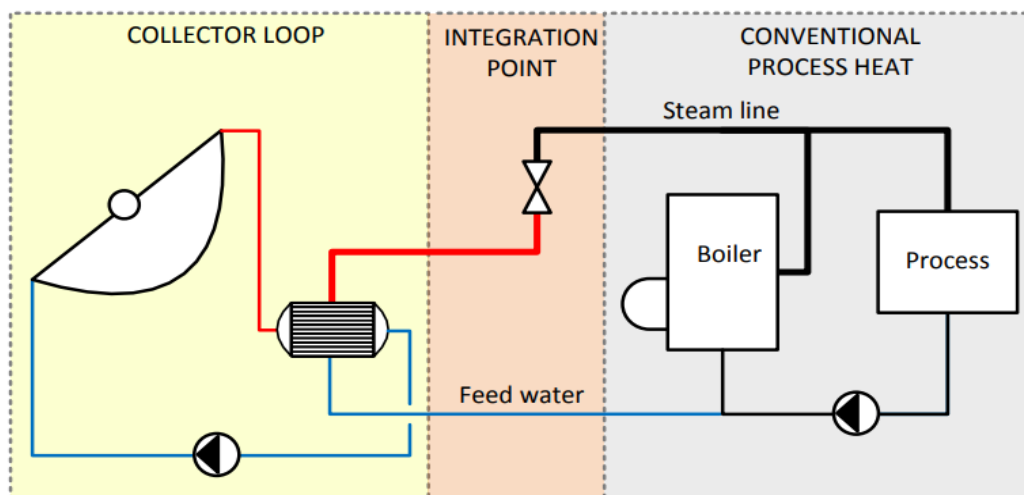 COLLECTOR LOOP
INTEGRATION
POINT
CONVENTIONAL
PROCESS HEAT
Steam line
Boiler
Process
Feed water